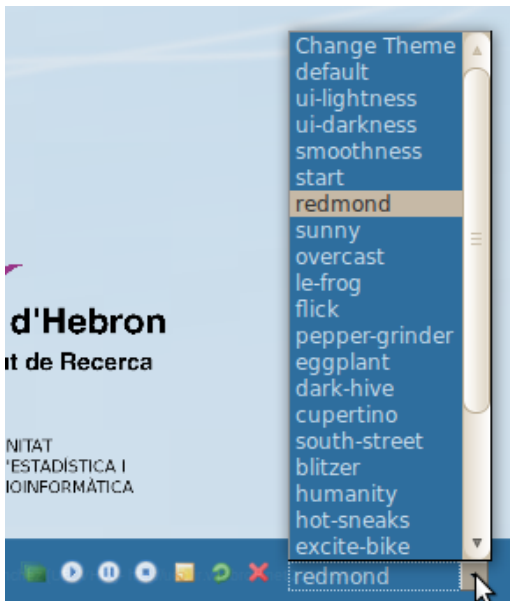 Change Theme
default
ui-lightness
ui-darkness
smoothness
start
redmond
sunny
overcast
le-frog
flick
pepper-grinder
eggplant
dark-hive
cupertino
south-street
blitzer
humanity
hot-sneaks
excite-bike
redmond
d'Hebron
ut de Recerca
NITAT
'ESTADÍSTICA I
IOINFORMÀTICA